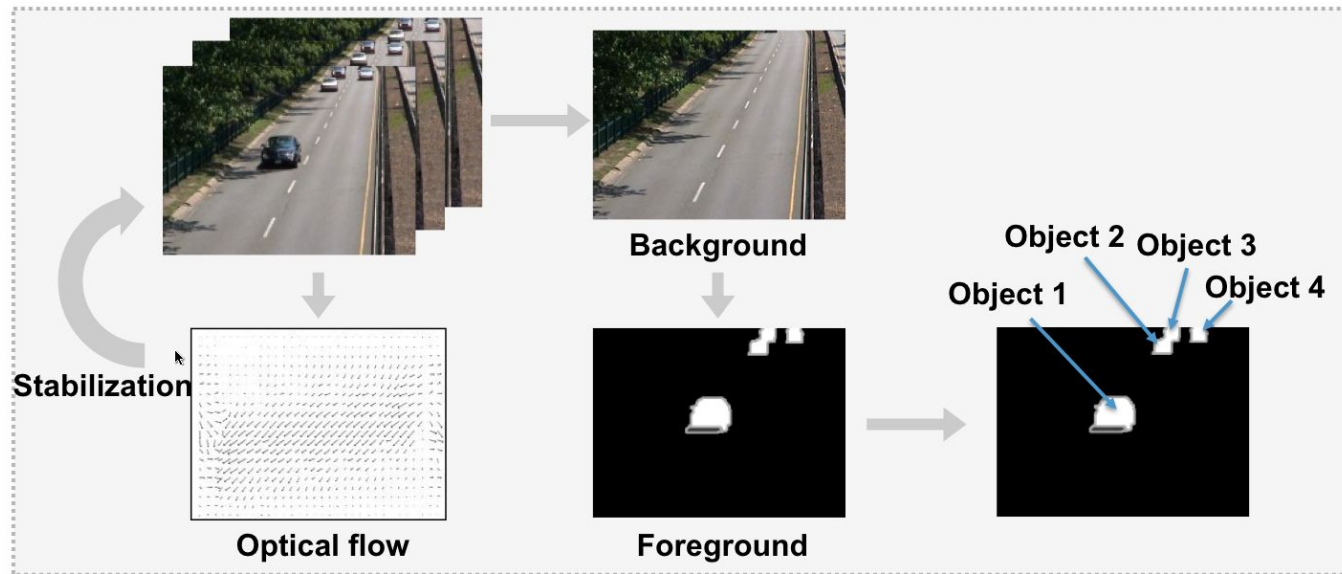 Background
Object 2
Object 3
Object 1
Object 4
Stabilization
Optical flow
Foreground